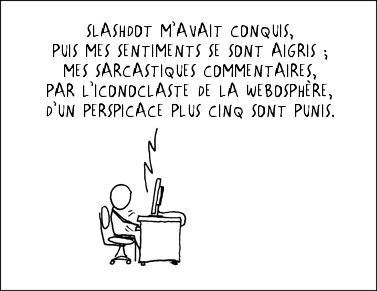 SLASHDOT M'AVAIT CONQUIS,
PUIS MES SENTIMENTS SE SONT AIGRIS ;
MES SARCASTIQUES COMMENTAIRES,
PAR L'ICONOCLASTE DE LA WEBOSPHÈRE,
D'UN PERSPICACE PLUS CINQ SONT PUNIS.